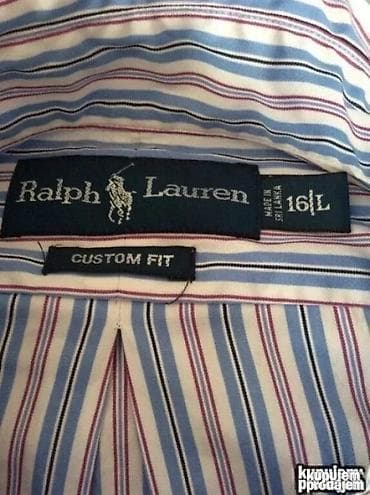 Ralph Lauren
MADE IN
SRI LANKA
16/L
CUSTOM FIT
kupujem
prodajem